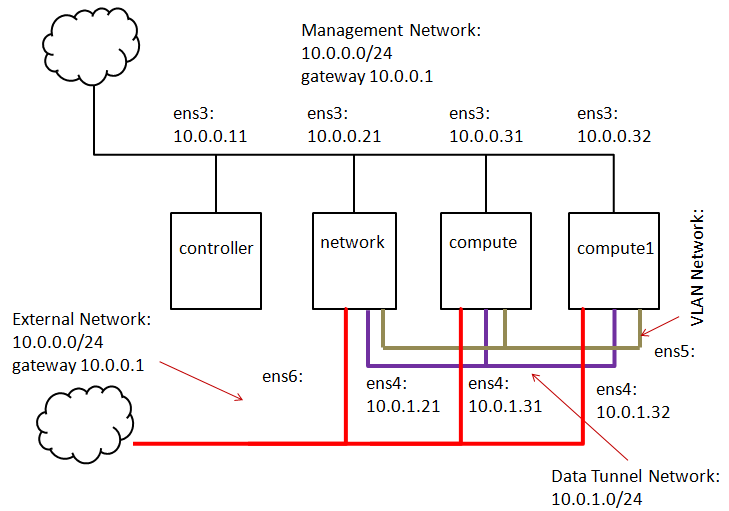 Management Network:
10.0.0.0/24
gateway 10.0.0.1
ens3:
10.0.0.11
ens3:
10.0.0.21
ens3:
10.0.0.31
ens3:
10.0.0.32
controller
network
compute
compute1
VLAN Network:
External Network:
10.0.0.0/24
gateway 10.0.0.1
ens5:
ens6:
ens4:
10.0.1.21
ens4:
10.0.1.31
ens4:
10.0.1.32
Data Tunnel Network:
10.0.1.0/24